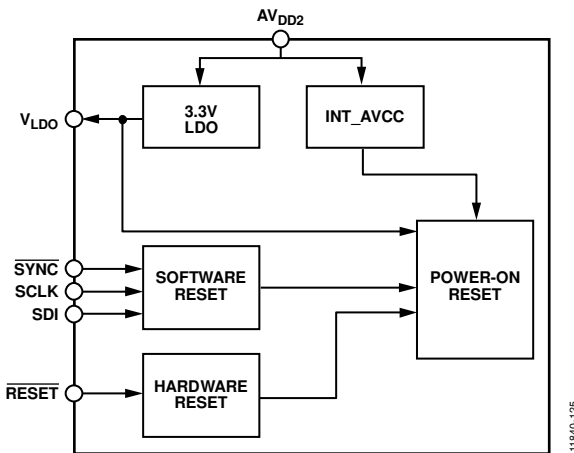 AVDD2
3.3V
LDO
INT_AVCC
VLDO
SYNC
SCLK
SDI
SOFTWARE
RESET
POWER-ON
RESET
RESET
HARDWARE
RESET
11840-125